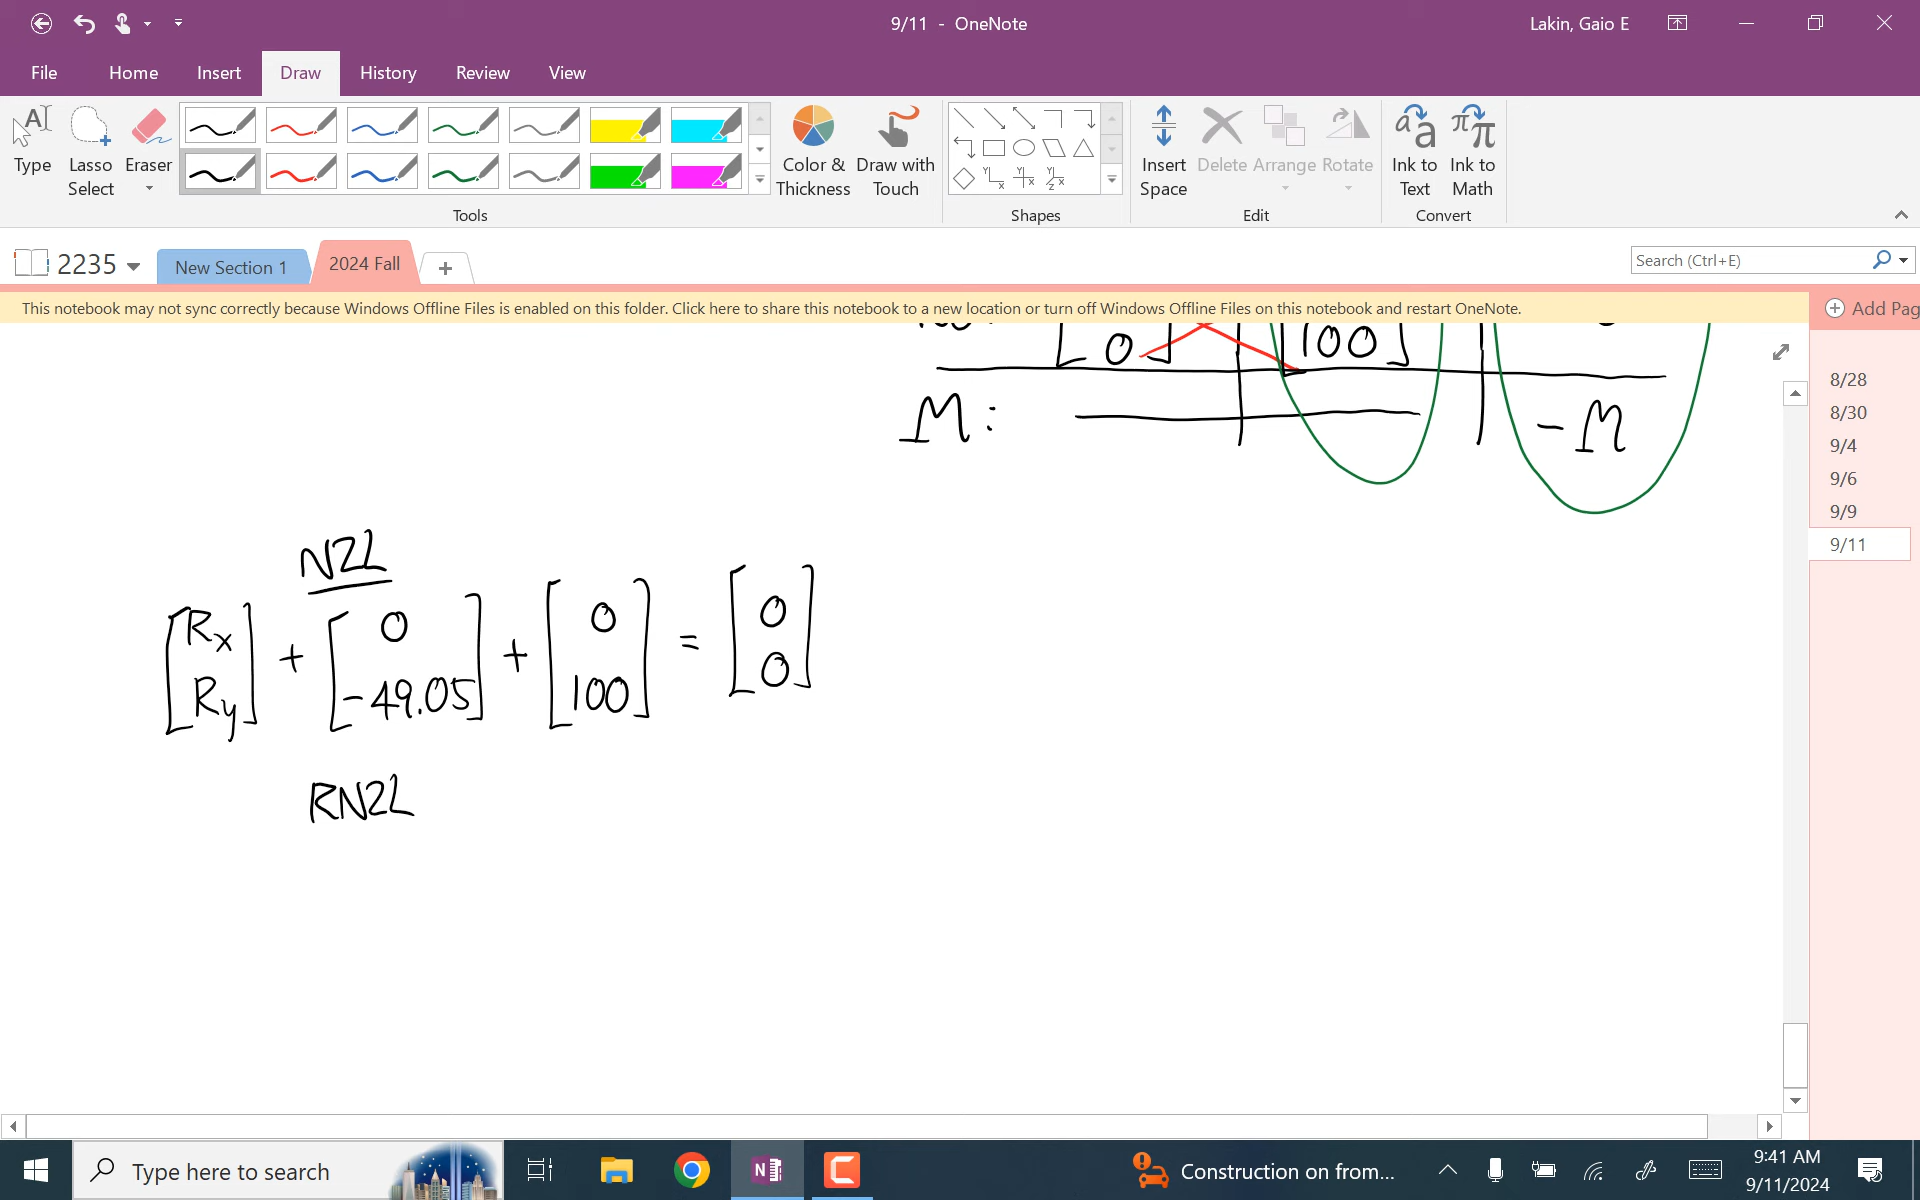 9/11 - OneNote
Lakin, Gaio E
File Home Insert Draw History Review View
Type
Lasso Select
Eraser
Color & Thickness
Draw with Touch
Insert Space
Delete
Arrange
Rotate
Ink to Text
Ink to Math
Tools
Shapes
Edit
Convert
2235
New Section 1
2024 Fall
Search (Ctrl+E)
This notebook may not sync correctly because Windows Offline Files is enabled on this folder. Click here to share this notebook to a new location or turn off Windows Offline Files on this notebook and restart OneNote.
Add Pag
8/28
8/30
9/4
9/6
9/9
9/11
[0] [100]
M: - M
N2L
[Rx Ry] + [0 -49.05] + [0 100] = [0 0]
RN2L
Type here to search
Construction on from...
9:41 AM
9/11/2024